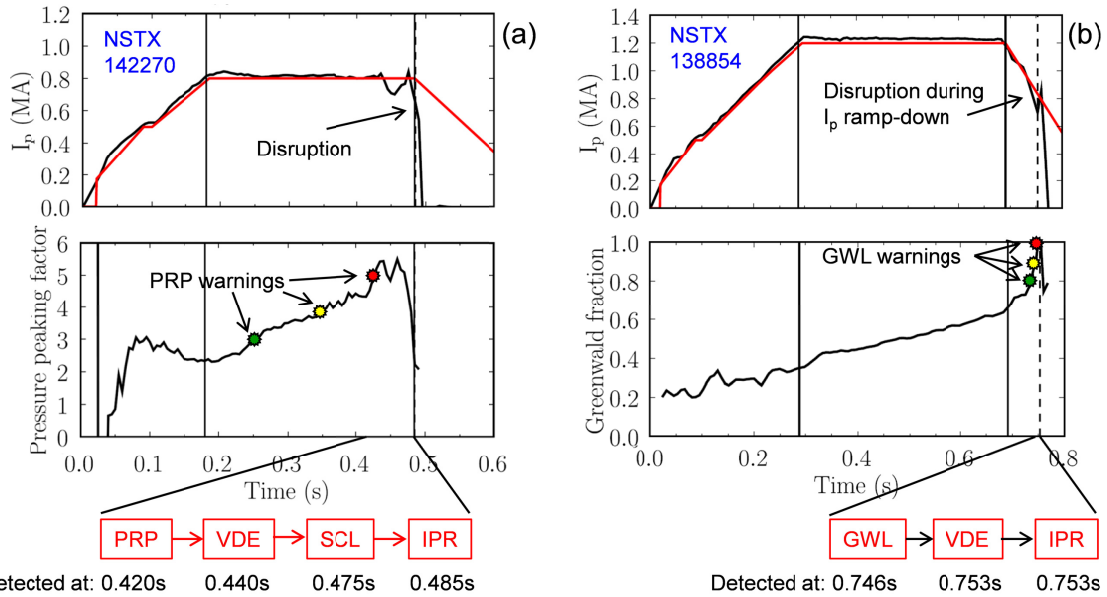 (a)
NSTX
142270
1.2
1.0
0.8
0.6
0.4
0.2
0.0
I_p (MA)
Disruption
6
5
4
3
2
1
0
Pressure peaking factor
PRP warnings
0.0 0.1 0.2 0.3 0.4 0.5 0.6
Time (s)
PRP VDE SCL IPR
etected at: 0.420s 0.440s 0.475s 0.485s
(b)
NSTX
138854
1.4
1.2
1.0
0.8
0.6
0.4
0.2
0.0
I_p (MA)
Disruption during
I_p ramp-down
1.0
0.8
0.6
0.4
0.2
0.0
Greenwald fraction
GWL warnings
0.0 0.2 0.4 0.6 0.8
Time (s)
GWL VDE IPR
Detected at: 0.746s 0.753s 0.753s